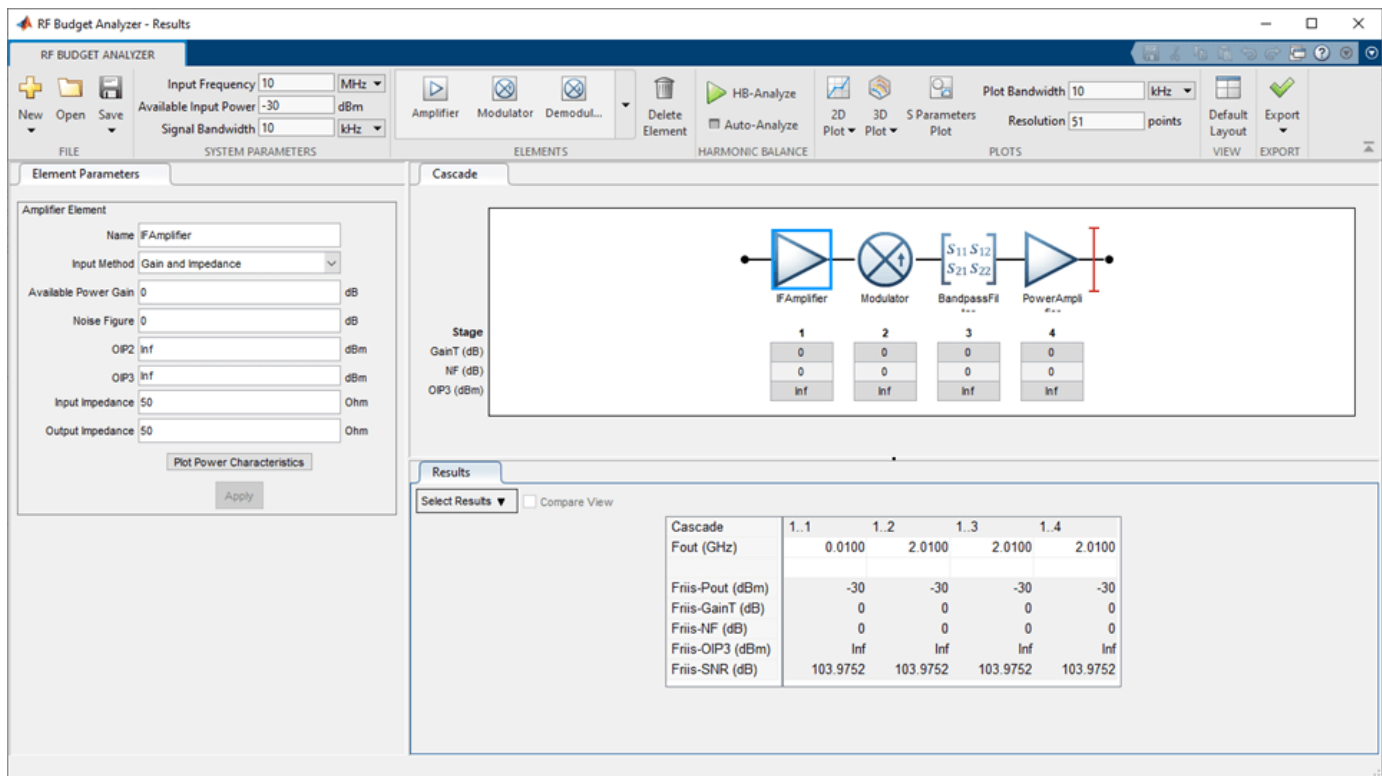 RF Budget Analyzer - Results
RF BUDGET ANALYZER
New
Open
Save
FILE
Input Frequency 10 MHz
Available Input Power -30 dBm
Signal Bandwidth 10 kHz
SYSTEM PARAMETERS
Amplifier
Modulator
Demodul...
ELEMENTS
Delete
Element
HB-Analyze
Auto-Analyze
HARMONIC BALANCE
2D
Plot
3D
Plot
S Parameters
Plot
Plot Bandwidth 10 kHz
Resolution 51 points
PLOTS
Default
Layout
VIEW
Export
EXPORT
Element Parameters
Amplifier Element
Name IFAmplifier
Input Method Gain and Impedance
Available Power Gain 0 dB
Noise Figure 0 dB
OIP2 Inf dBm
OIP3 Inf dBm
Input Impedance 50 Ohm
Output Impedance 50 Ohm
Plot Power Characteristics
Apply
Cascade
S11 S12
S21 S22
IFAmplifier Modulator BandpassFil PowerAmpli
Stage 1 2 3 4
GainT (dB) 0 0 0 0
NF (dB) 0 0 0 0
OIP3 (dBm) Inf Inf Inf Inf
Results
Select Results ▼ Compare View
Cascade 1..1 1..2 1..3 1..4
Fout (GHz) 0.0100 2.0100 2.0100 2.0100
Friis-Pout (dBm) -30 -30 -30 -30
Friis-GainT (dB) 0 0 0 0
Friis-NF (dB) 0 0 0 0
Friis-OIP3 (dBm) Inf Inf Inf Inf
Friis-SNR (dB) 103.9752 103.9752 103.9752 103.9752